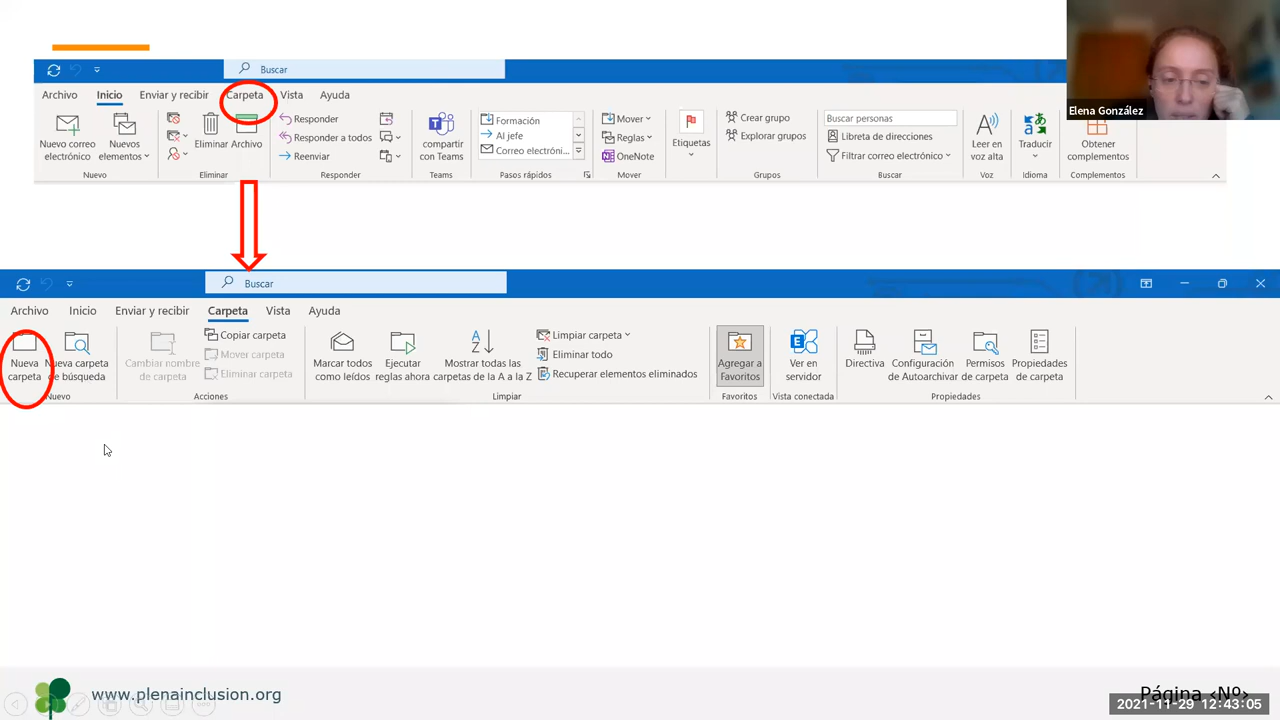 Buscar
Elena González
Archivo Inicio Enviar y recibir Carpeta Vista Ayuda
Nuevo correo electrónico
Nuevos elementos
Nuevo
Eliminar
Archivo
Eliminar
Responder
Responder a todos
Reenviar
Responder
compartir con Teams
Teams
Formación
Al jefe
Correo electróni...
Pasos rápidos
Mover
Reglas
OneNote
Mover
Etiquetas
Crear grupo
Explorar grupos
Grupos
Buscar personas
Libreta de direcciones
Filtrar correo electrónico
Buscar
Leer en voz alta
Voz
Traducir
Idioma
Obtener complementos
Complementos
Buscar
Archivo Inicio Enviar y recibir Carpeta Vista Ayuda
Nueva carpeta
Nueva carpeta de búsqueda
Nuevo
Cambiar nombre de carpeta
Copiar carpeta
Mover carpeta
Eliminar carpeta
Acciones
Marcar todos como leídos
Ejecutar reglas ahora
Mostrar todas las carpetas de la A a la Z
Limpiar carpeta
Eliminar todo
Recuperar elementos eliminados
Limpiar
Agregar a Favoritos
Favoritos
Ver en servidor
Vista conectada
Directiva
Configuración de Autoarchivar
Permisos de carpeta
Propiedades de carpeta
Propiedades
www.plenainclusion.org
Página ‹Nº›
2021-11-29 12:43:05